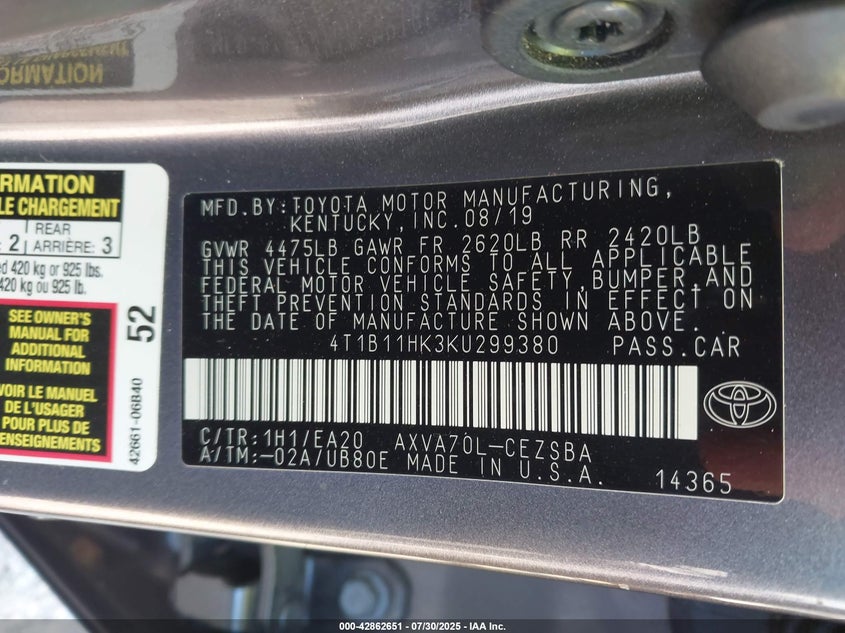 FORMATION
RMATION
LE CHARGEMENT
REAR
2 ARRIÈRE: 3
420 kg or 925 lbs.
420 kg ou 925 lb.
SEE OWNER'S
MANUAL FOR
ADDITIONAL
INFORMATION
VOIR LE MANUEL
DE L'USAGER
POUR PLUS DE
RENSEIGNEMENTS
52
42661-06B40
MFD.BY:TOYOTA MOTOR MANUFACTURING,
KENTUCKY,INC.08/19
GVWR 4475LB GAWR FR 2620LB RR 2420LB
THIS VEHICLE CONFORMS TO ALL APPLICABLE
FEDERAL MOTOR VEHICLE SAFETY,BUMPER,AND
THEFT PREVENTION STANDARDS IN EFFECT ON
THE DATE OF MANUFACTURE SHOWN ABOVE.
4T1B11HK3KU299380 PASS.CAR
C/TR:1H1/EA20 AXVA70L-CEZSBA
A/TM:-02A/UB80E MADE IN U.S.A.
14365
000-42862651 - 07/30/2025 - IAA Inc.